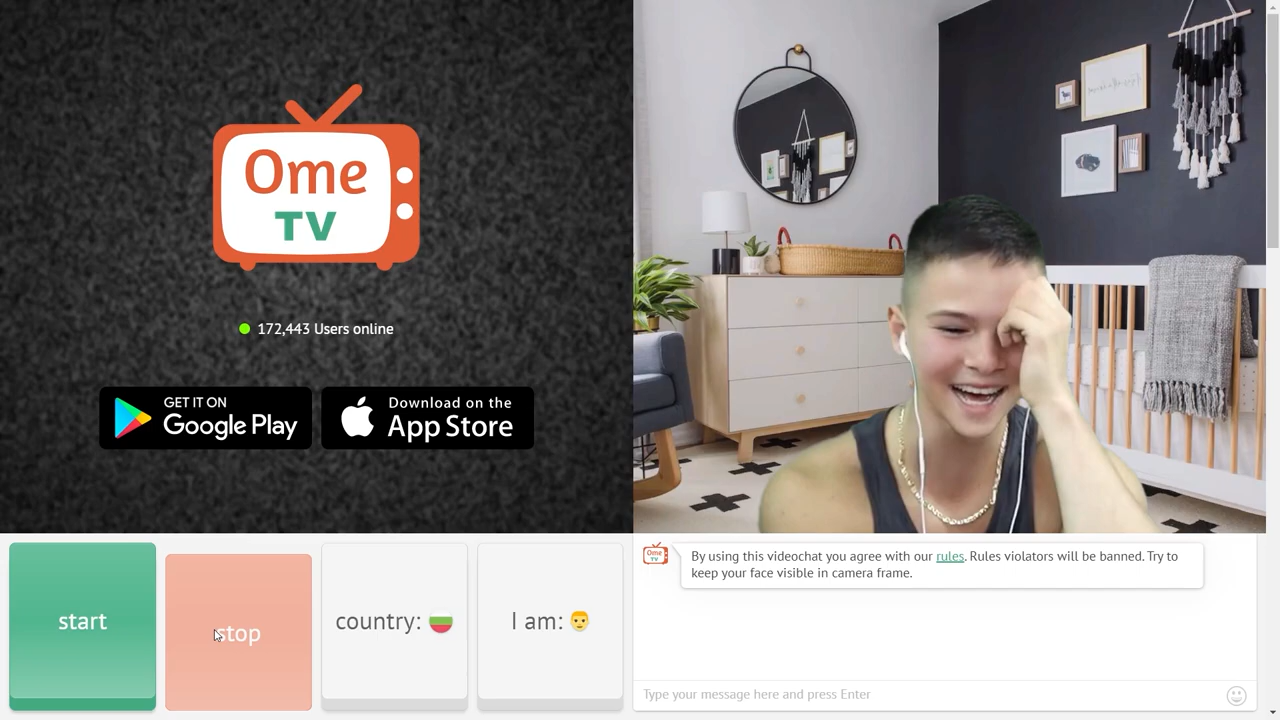 Ome
TV
172,443 Users online
GET IT ON
Google Play
Download on the
App Store
start
stop
country:
I am:
Ome
TV
By using this videochat you agree with our rules. Rules violators will be banned. Try to
keep your face visible in camera frame.
Type your message here and press Enter